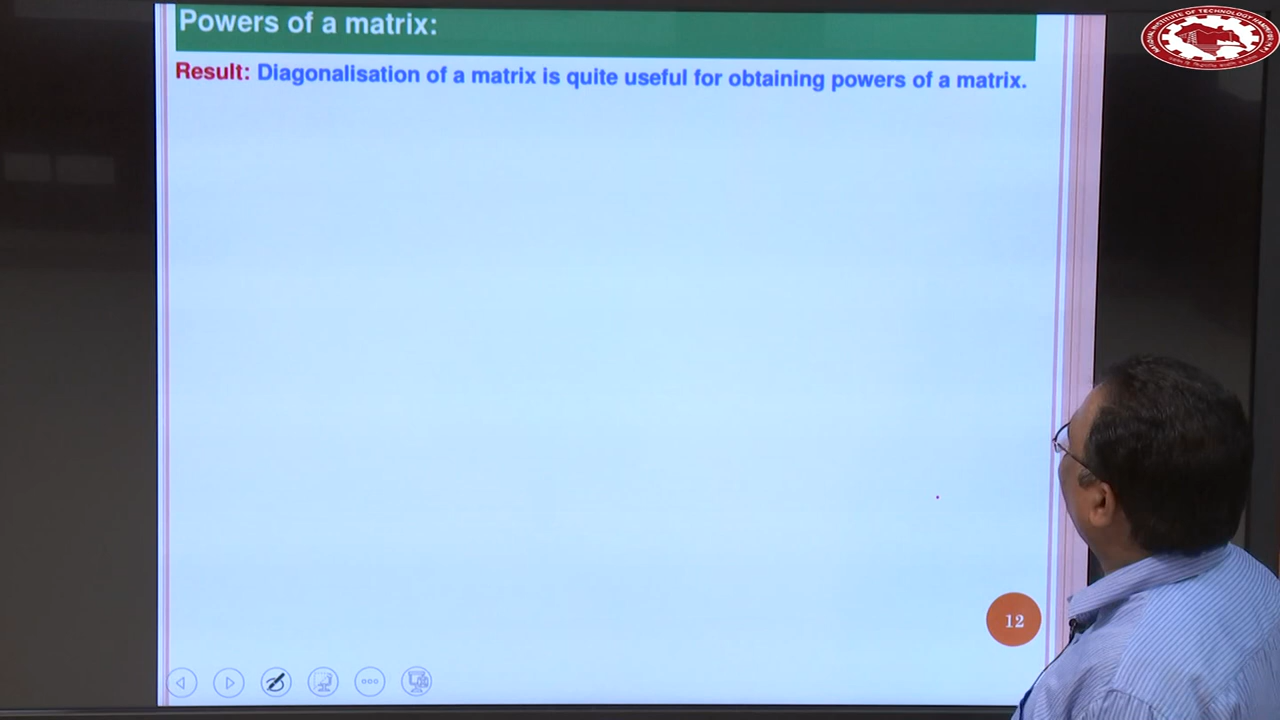 Powers of a matrix:
Result: Diagonalisation of a matrix is quite useful for obtaining powers of a matrix.
12